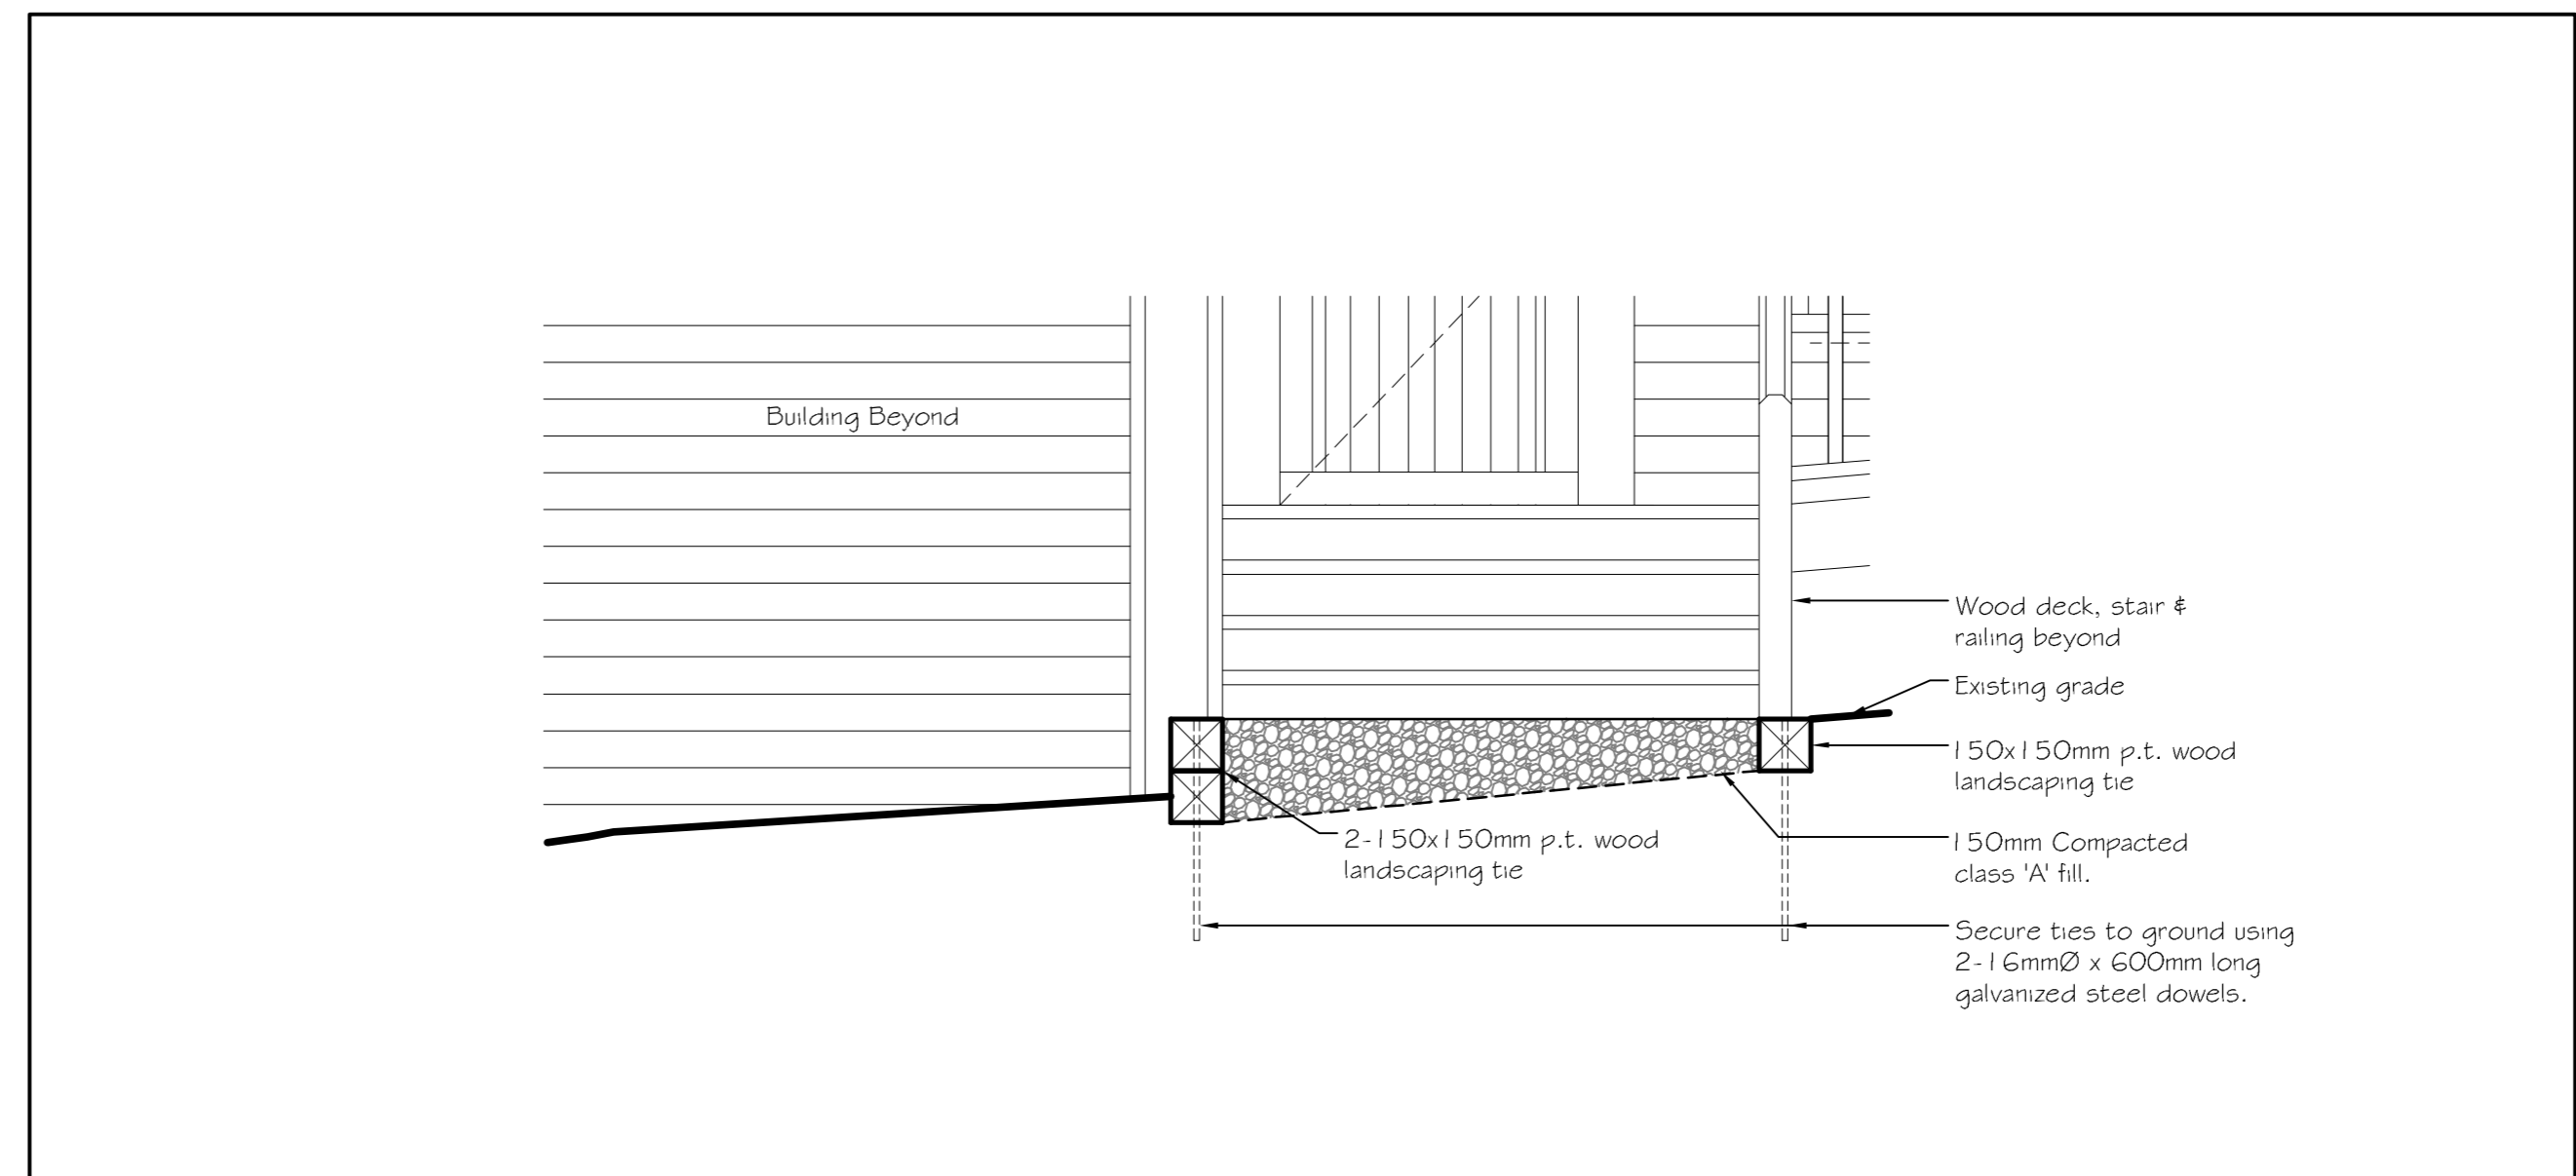 Building Beyond
Wood deck, stair &
railing beyond
Existing grade
150x150mm p.t. wood
landscaping tie
2-150x150mm p.t. wood
landscaping tie
150mm Compacted
class 'A' fill.
Secure ties to ground using
2-16mmØ x 600mm long
galvanized steel dowels.